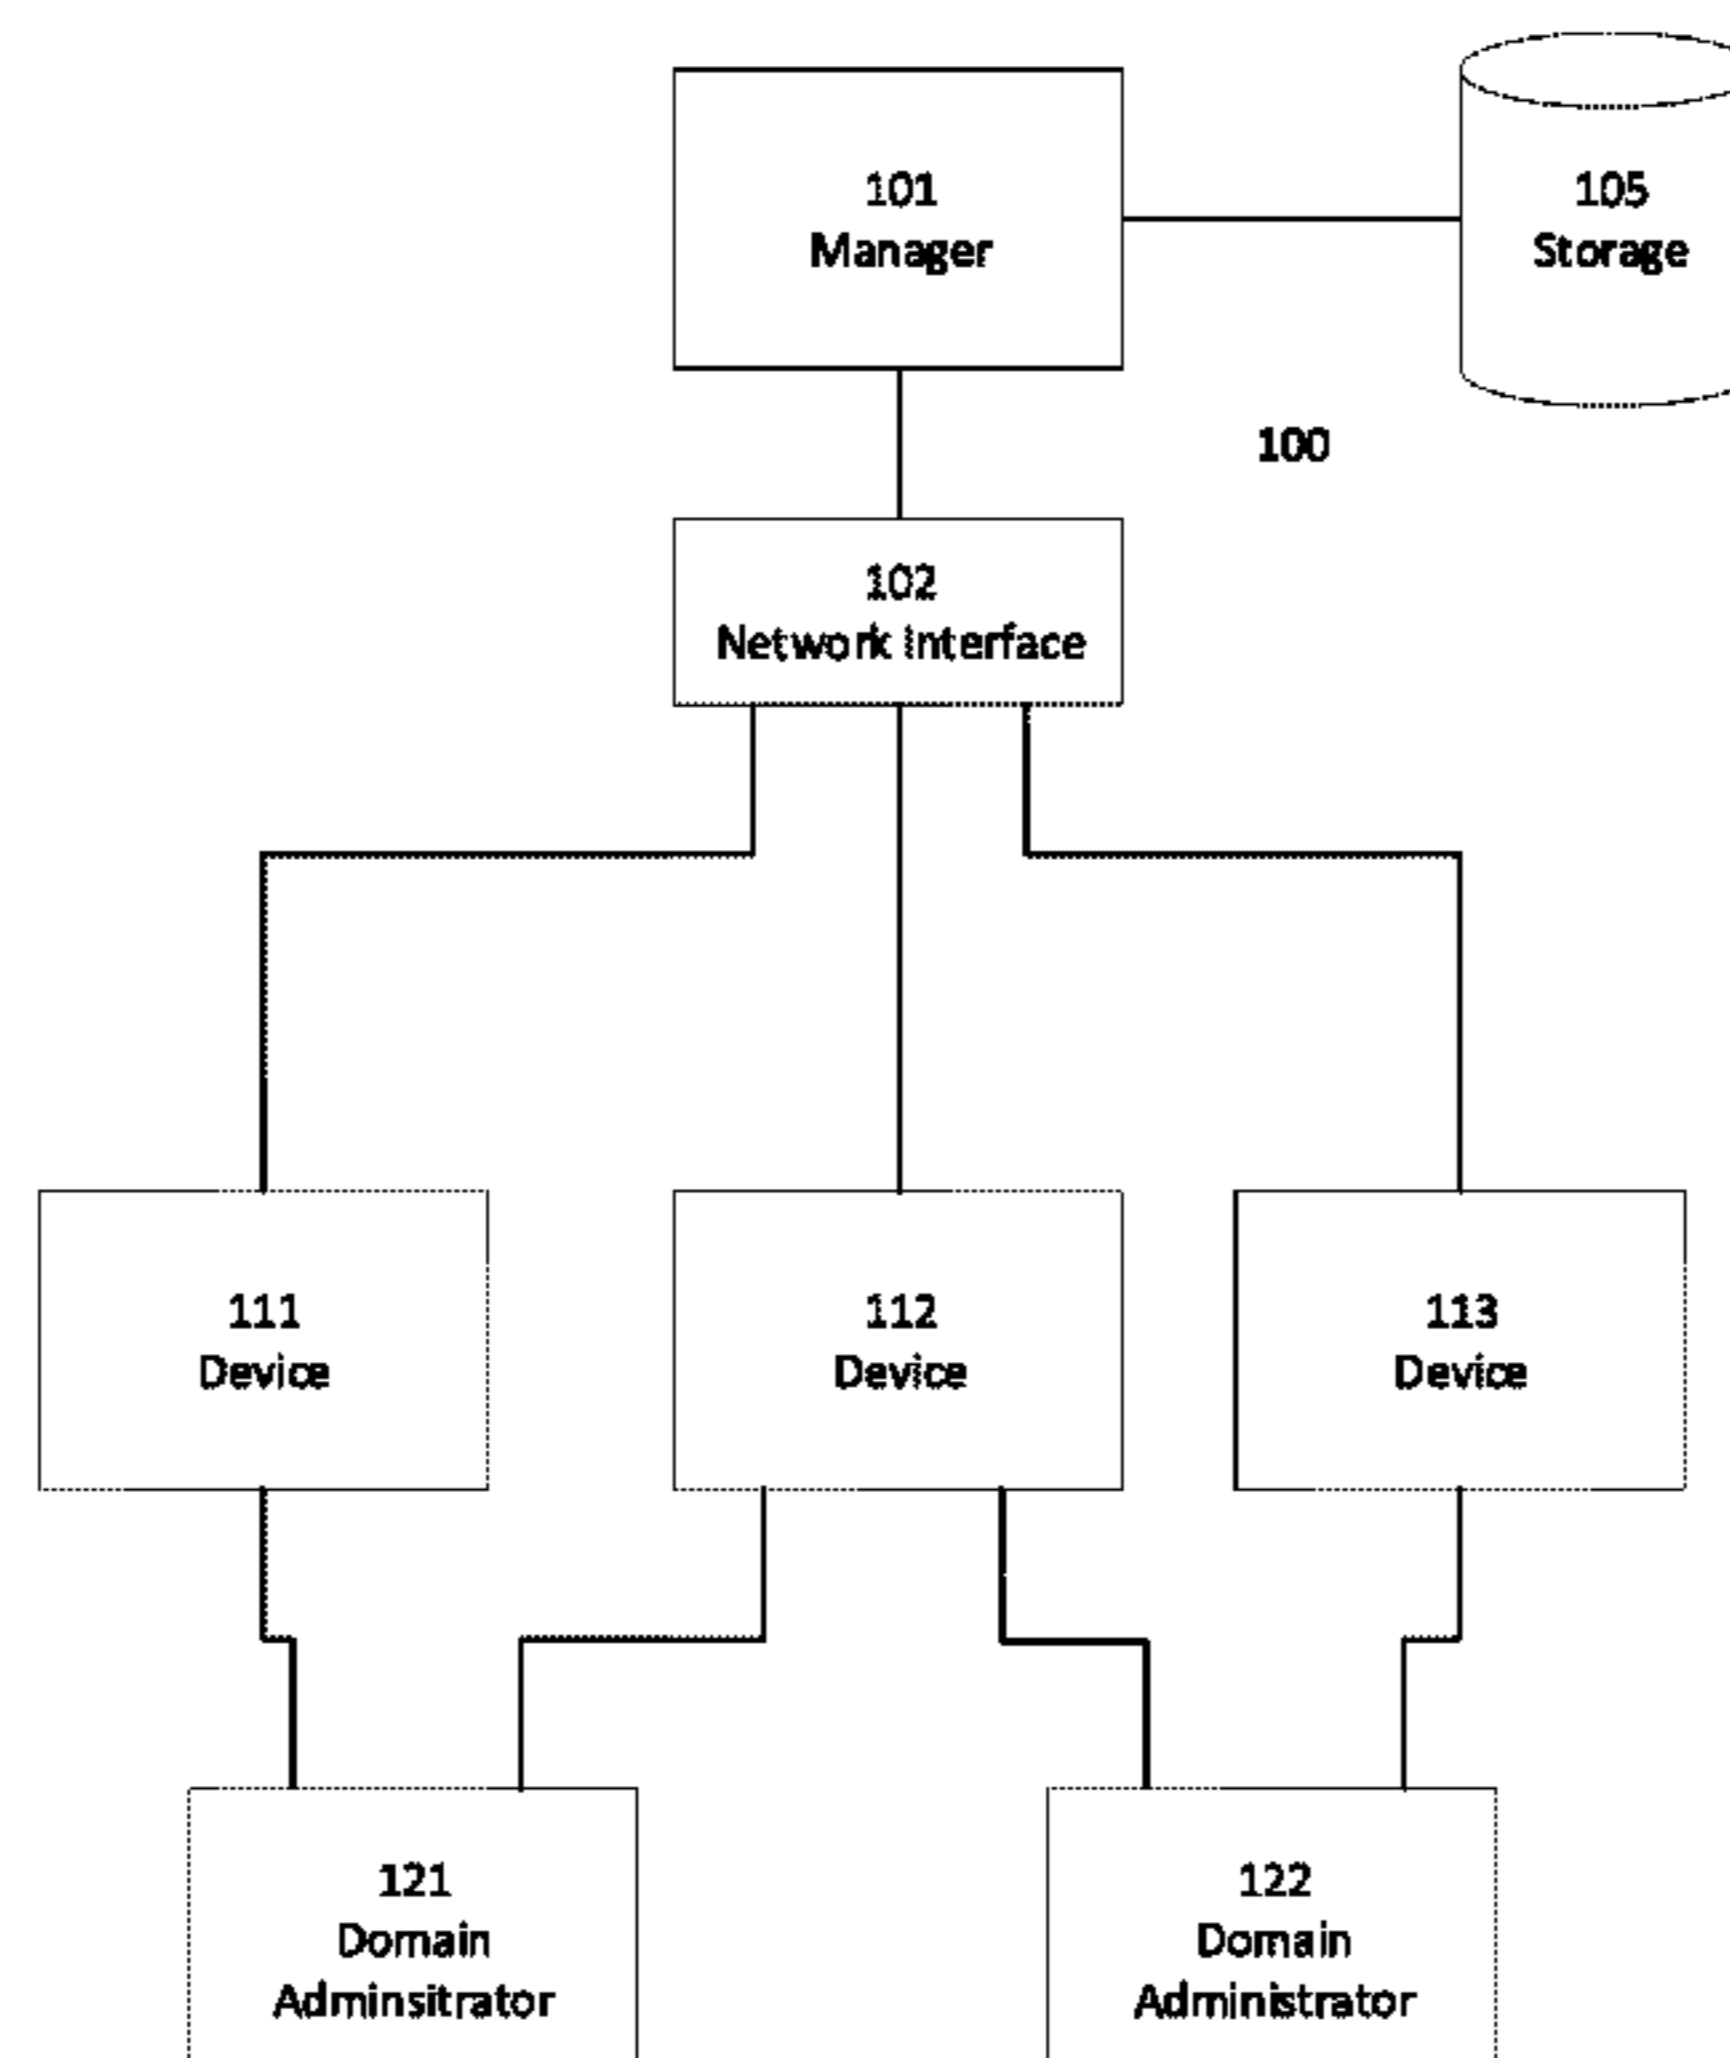 101
Manager
105
Storage
100
102
Network Interface
111
Device
112
Device
113
Device
121
Domain
Adminsitrator
122
Domain
Administrator